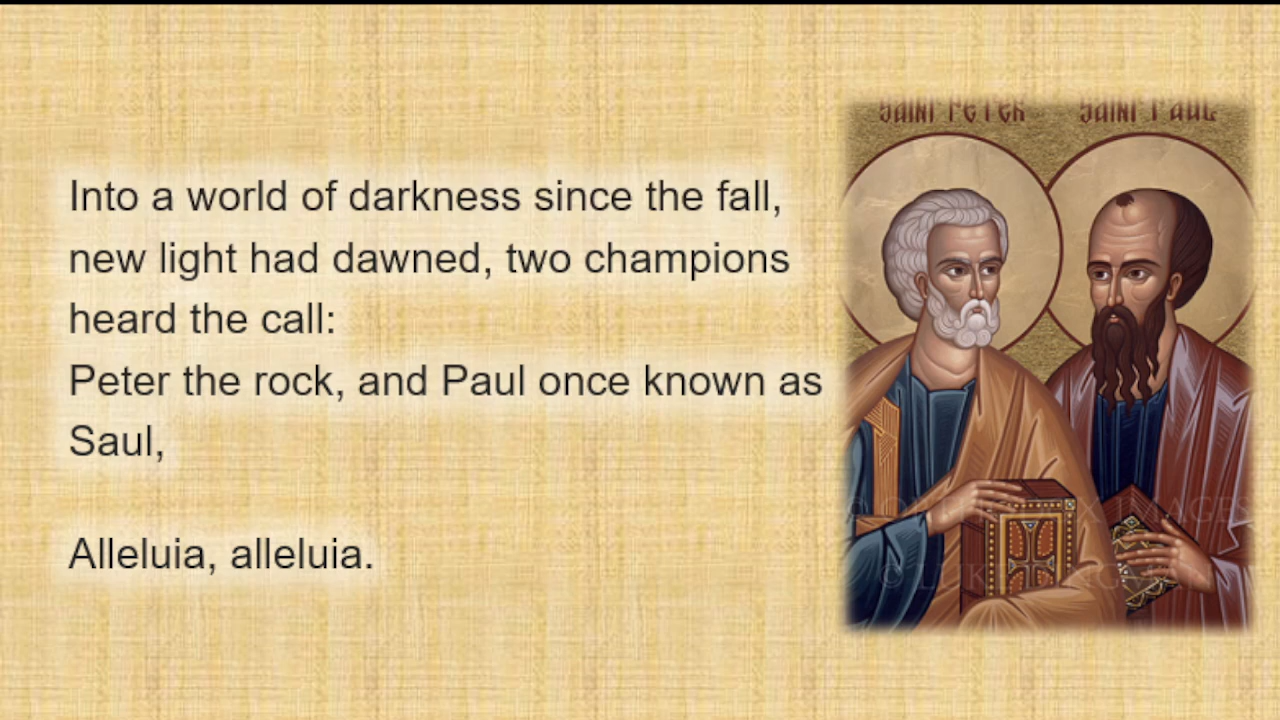 SAINT PETER SAINT PAUL
Into a world of darkness since the fall,
new light had dawned, two champions
heard the call:
Peter the rock, and Paul once known as
Saul,
Alleluia, alleluia.